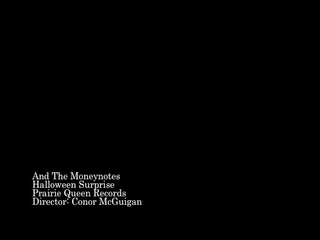 And The Moneynotes
Halloween Surprise
Prairie Queen Records
Director: Conor McGuigan